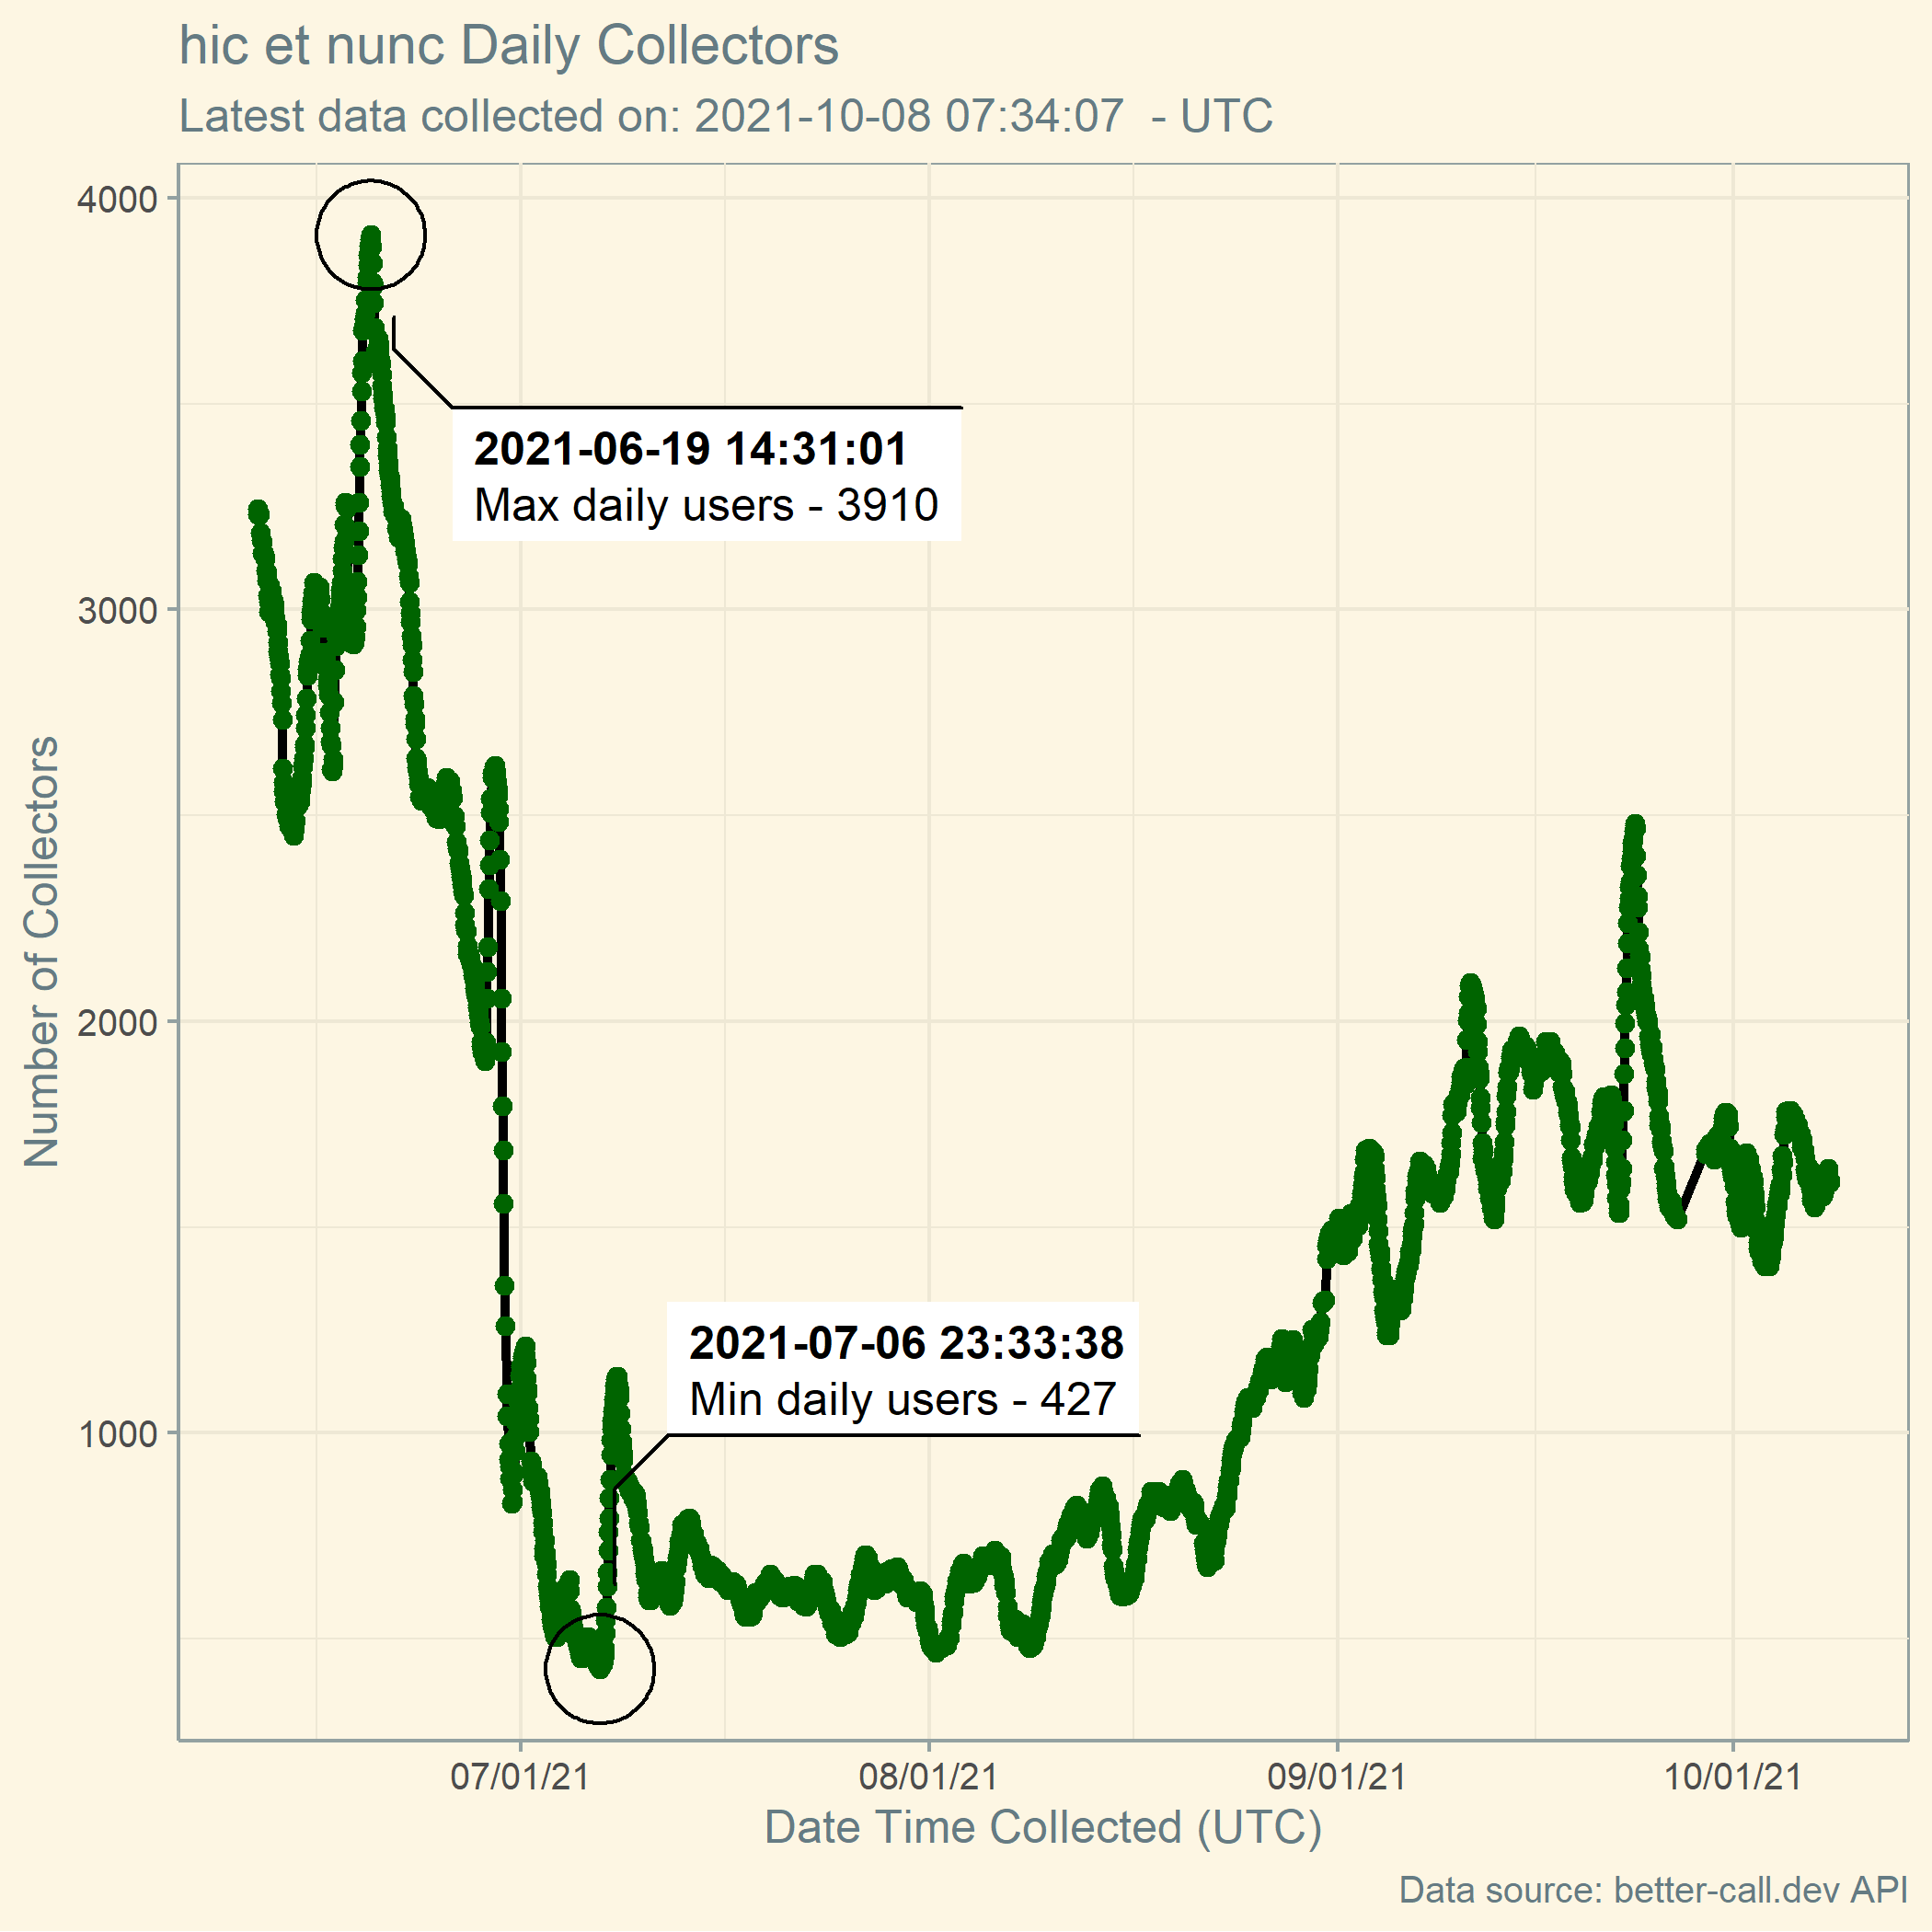 hic et nunc Daily Collectors
Latest data collected on: 2021-10-08 07:34:07  - UTC
4000
3000
2000
1000
Number of Collectors
2021-06-19 14:31:01
Max daily users - 3910
2021-07-06 23:33:38
Min daily users - 427
07/01/21
08/01/21
09/01/21
10/01/21
Date Time Collected (UTC)
Data source: better-call.dev API